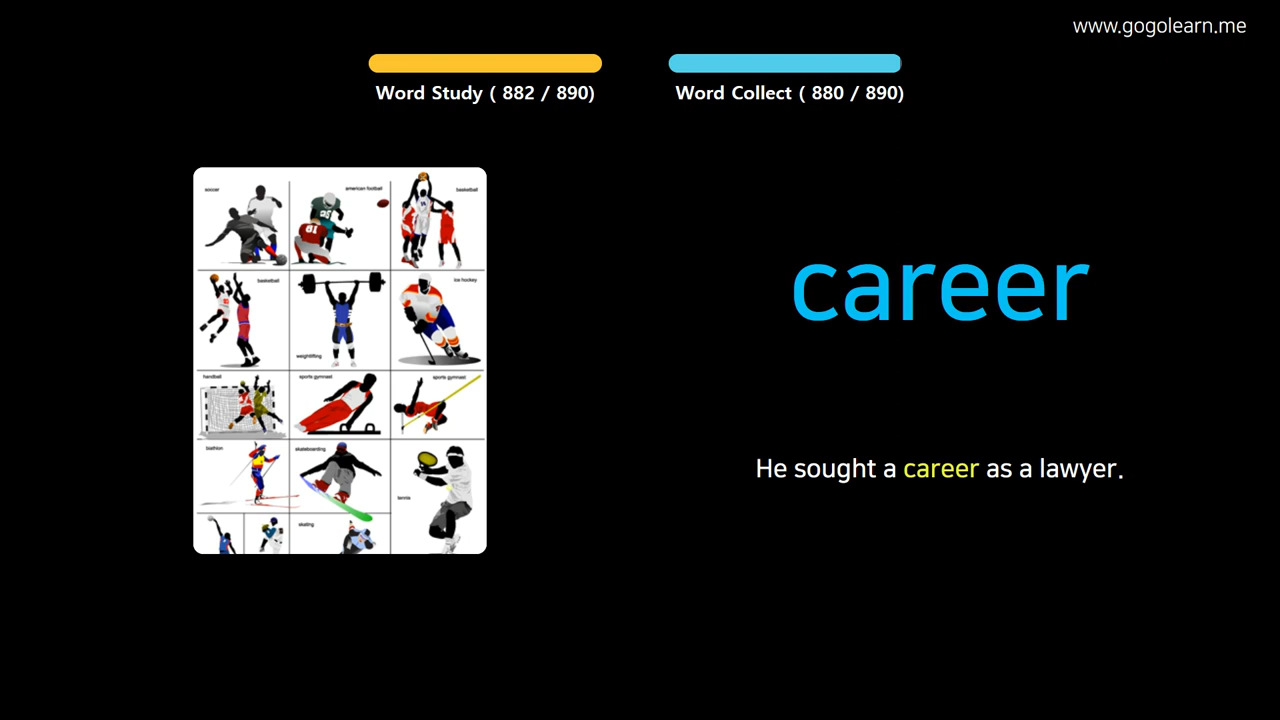 www.gogolearn.me
Word Study ( 882 / 890)
Word Collect ( 880 / 890)
soccer
american football
basketball
basketball
weightlifting
ice hockey
handball
sports gymnast
sports gymnast
biathlon
skateboarding
tennis
skating
career
He sought a career as a lawyer.